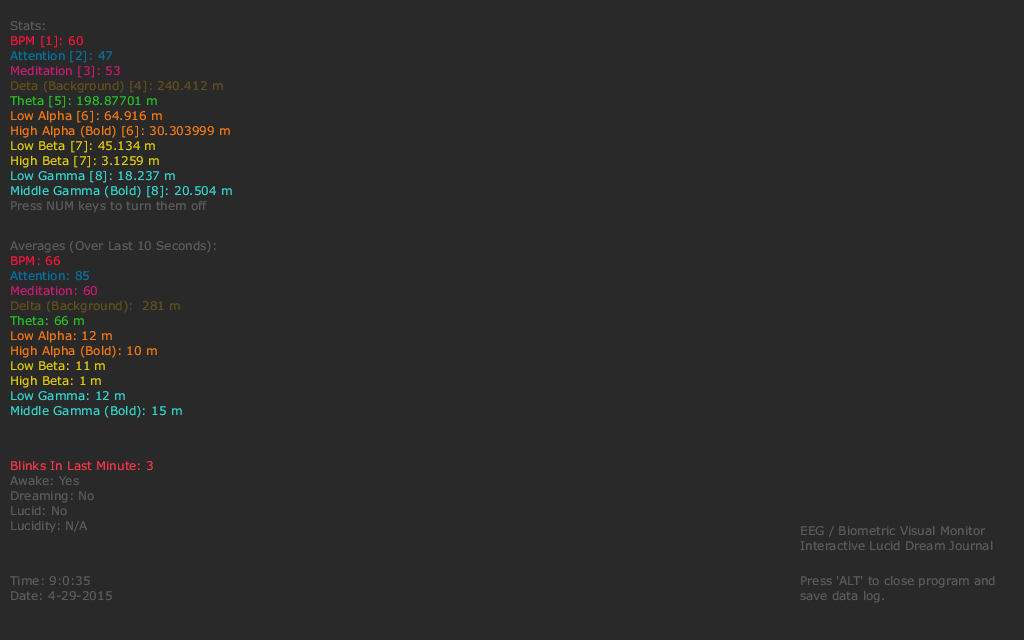 Stats:
BPM [1]: 60
Attention [2]: 47
Meditation [3]: 53
Deta (Background) [4]: 240.412 m
Theta [5]: 198.87701 m
Low Alpha [6]: 64.916 m
High Alpha (Bold) [6]: 30.303999 m
Low Beta [7]: 45.134 m
High Beta [7]: 3.1259 m
Low Gamma [8]: 18.237 m
Middle Gamma (Bold) [8]: 20.504 m
Press NUM keys to turn them off
Averages (Over Last 10 Seconds):
BPM: 66
Attention: 85
Meditation: 60
Delta (Background):  281 m
Theta: 66 m
Low Alpha: 12 m
High Alpha (Bold): 10 m
Low Beta: 11 m
High Beta: 1 m
Low Gamma: 12 m
Middle Gamma (Bold): 15 m
Blinks In Last Minute: 3
Awake: Yes
Dreaming: No
Lucid: No
Lucidity: N/A
Time: 9:0:35
Date: 4-29-2015
EEG / Biometric Visual Monitor
Interactive Lucid Dream Journal
Press 'ALT' to close program and
save data log.